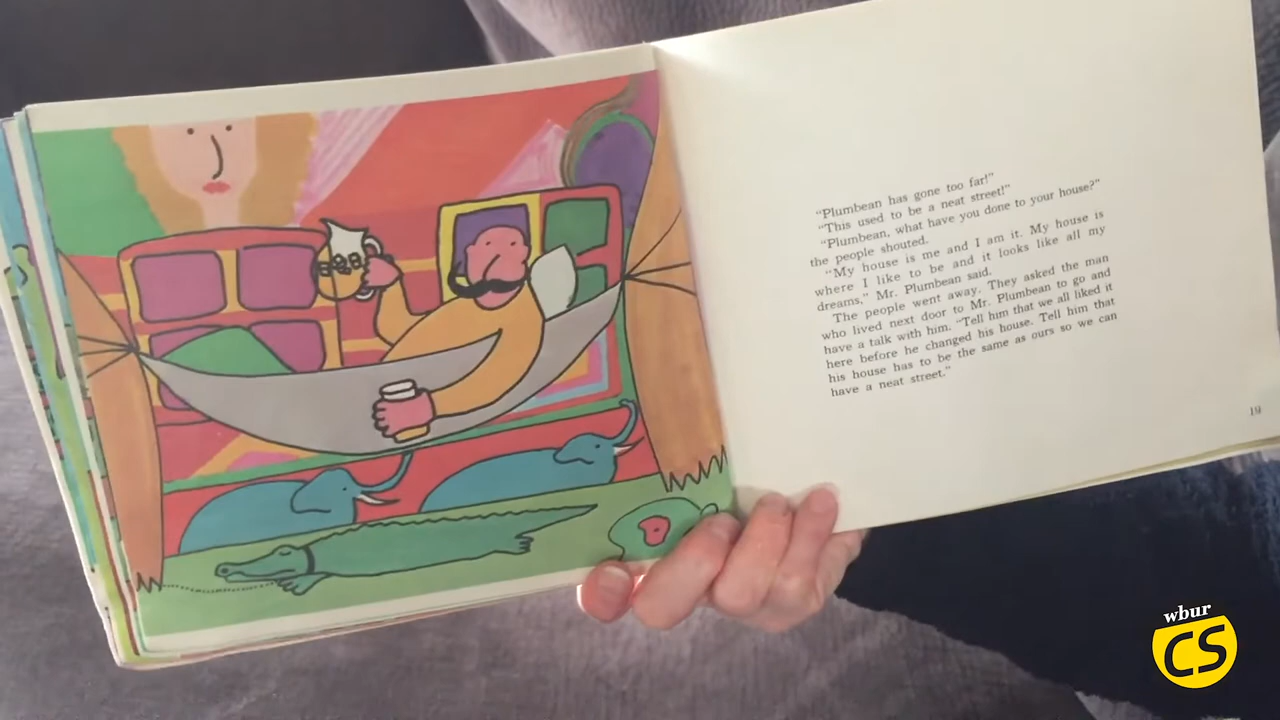 "Plumbean has gone too far!"
"This used to be a neat street!"
"Plumbean, what have you done to your house?"
the people shouted.
"My house is me and I am it. My house is
where I like to be and it looks like all my
dreams," Mr. Plumbean said.
The people went away. They asked the man
who lived next door to Mr. Plumbean to go and
have a talk with him. "Tell him that we all liked it
here before he changed his house. Tell him that
his house has to be the same as ours so we can
have a neat street."
19
wbur
CS